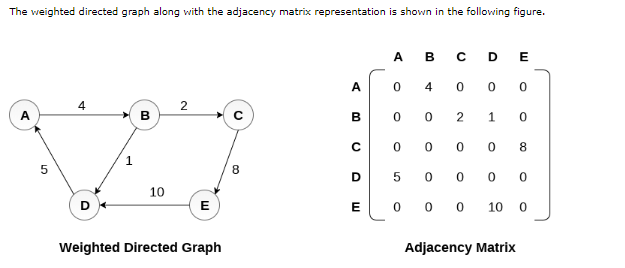 The weighted directed graph along with the adjacency matrix representation is shown in the following figure.
A B C D E
A 0 4 0 0 0
B 0 0 2 1 0
C 0 0 0 0 8
D 5 0 0 0 0
E 0 0 0 10 0
4 2
A B C
5 1 8
10
D E
Weighted Directed Graph Adjacency Matrix